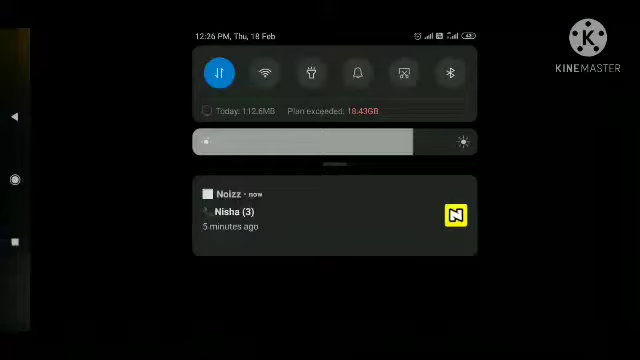 12:26 PM, Thu, 18 Feb
K
KINEMASTER
Today: 112.6MB Plan exceeded: 18.43GB
Noizz • now
Nisha (3)
N
5 minutes ago